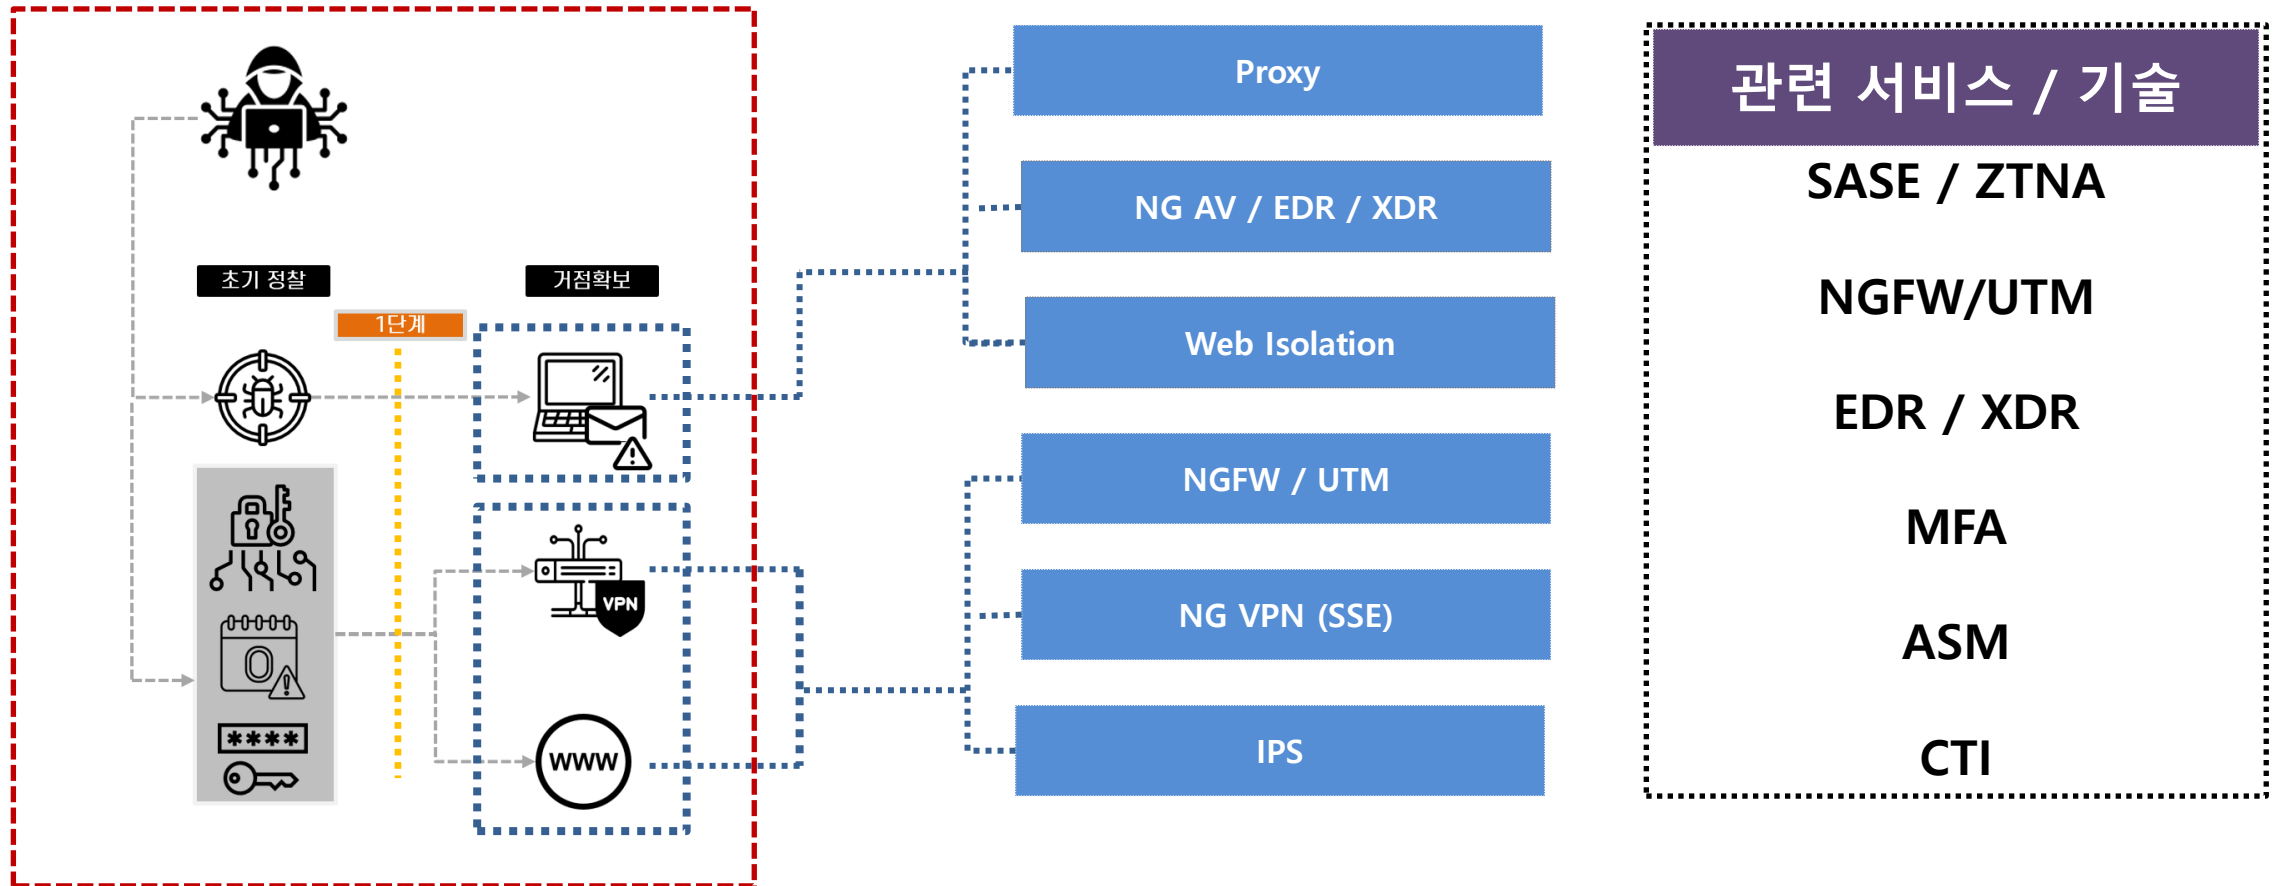 초기 정찰
거점확보
1단계
VPN
0
****
www
Proxy
NG AV / EDR / XDR
Web Isolation
NGFW / UTM
NG VPN (SSE)
IPS
관련 서비스 / 기술
SASE / ZTNA
NGFW/UTM
EDR / XDR
MFA
ASM
CTI